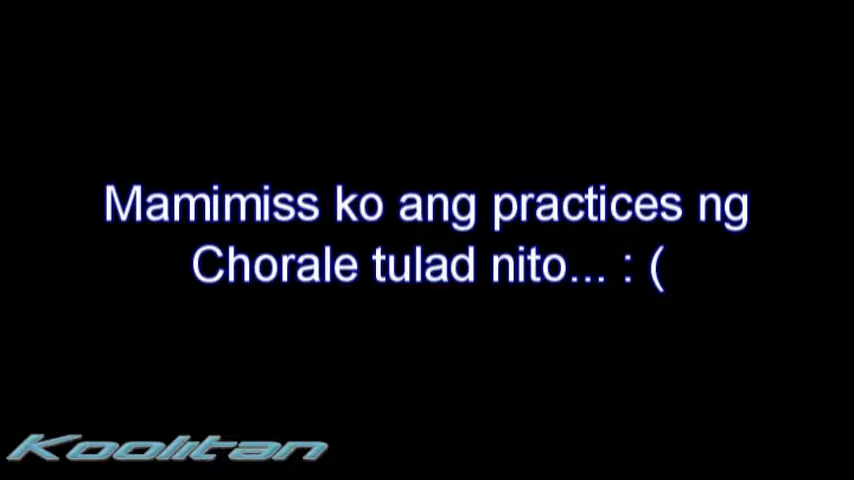 Mamimiss ko ang practices ng
Chorale tulad nito... : (
Koolitan